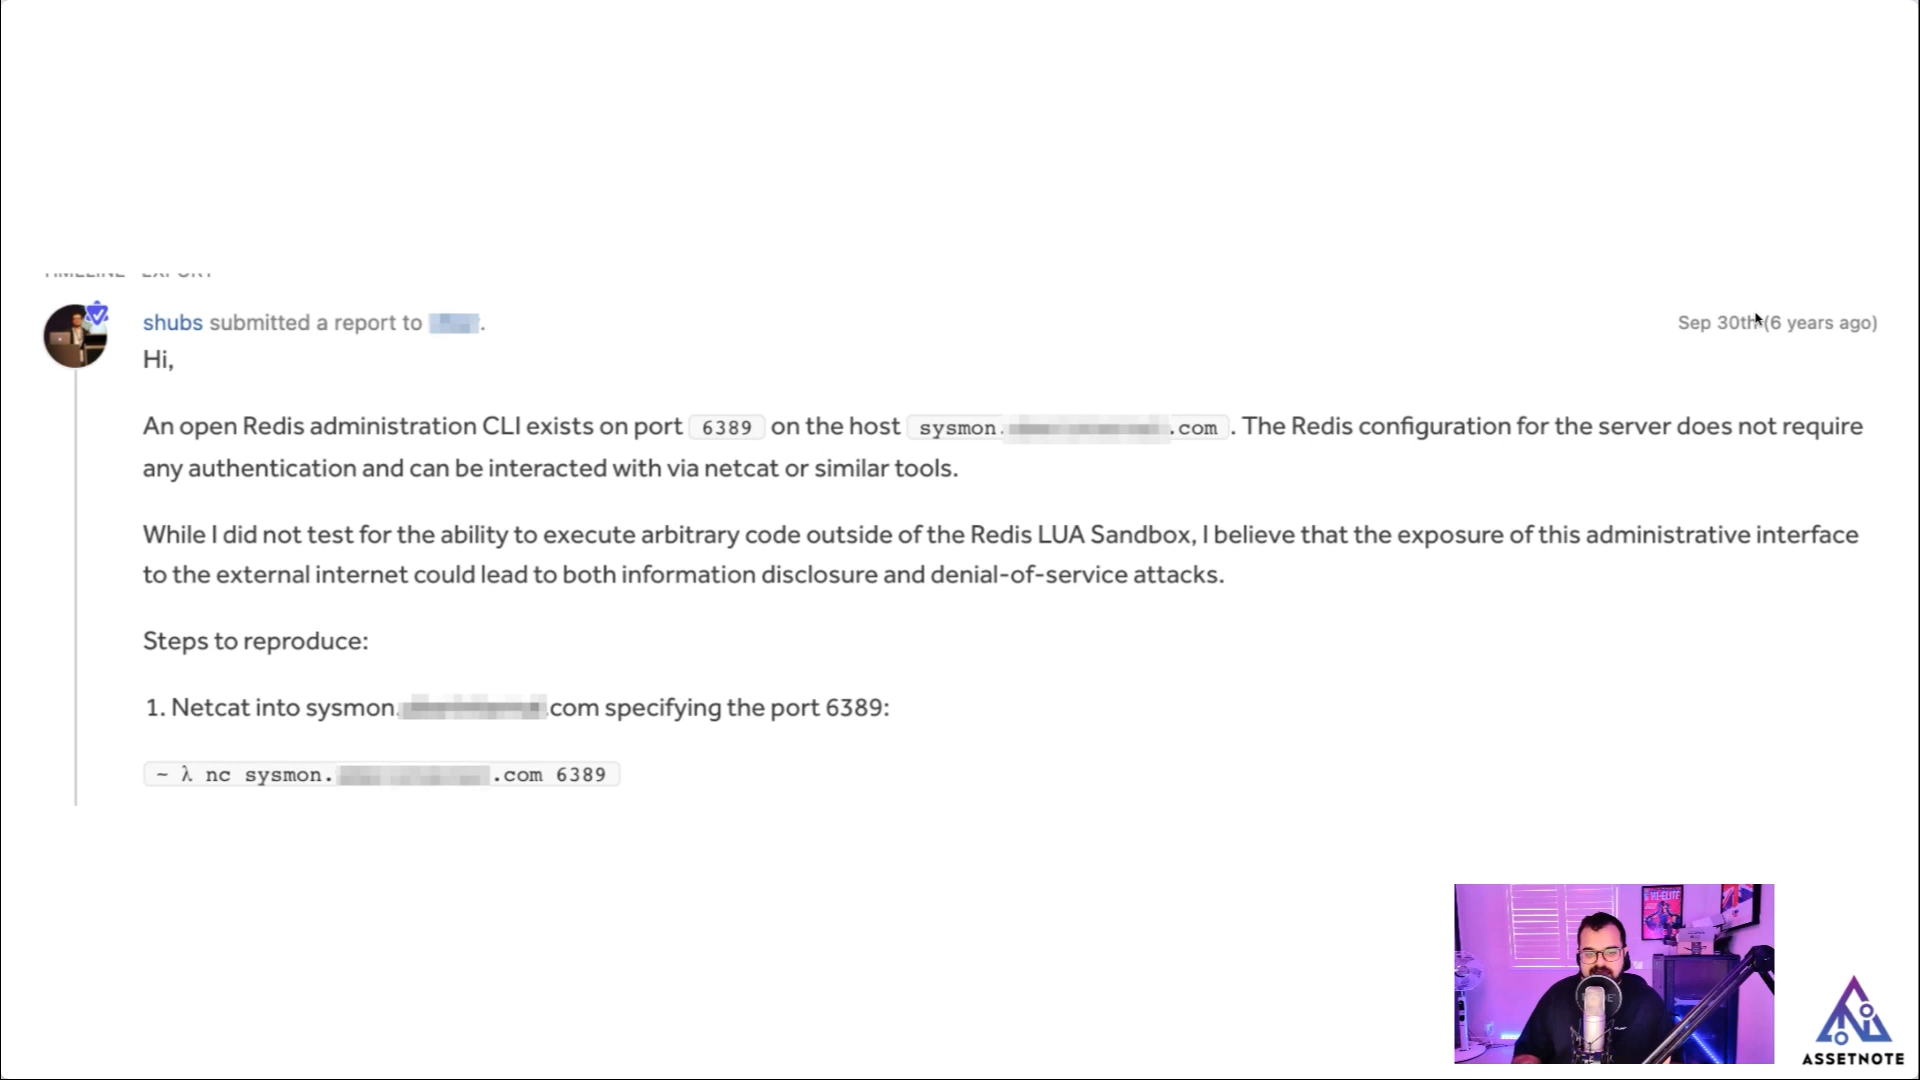 TIMELINE EXPORT
shubs submitted a report to .
Sep 30th (6 years ago)
Hi,
An open Redis administration CLI exists on port 6389 on the host sysmon. .com . The Redis configuration for the server does not require
any authentication and can be interacted with via netcat or similar tools.
While I did not test for the ability to execute arbitrary code outside of the Redis LUA Sandbox, I believe that the exposure of this administrative interface
to the external internet could lead to both information disclosure and denial-of-service attacks.
Steps to reproduce:
1. Netcat into sysmon. .com specifying the port 6389:
~ λ nc sysmon. .com 6389
ASSETNOTE